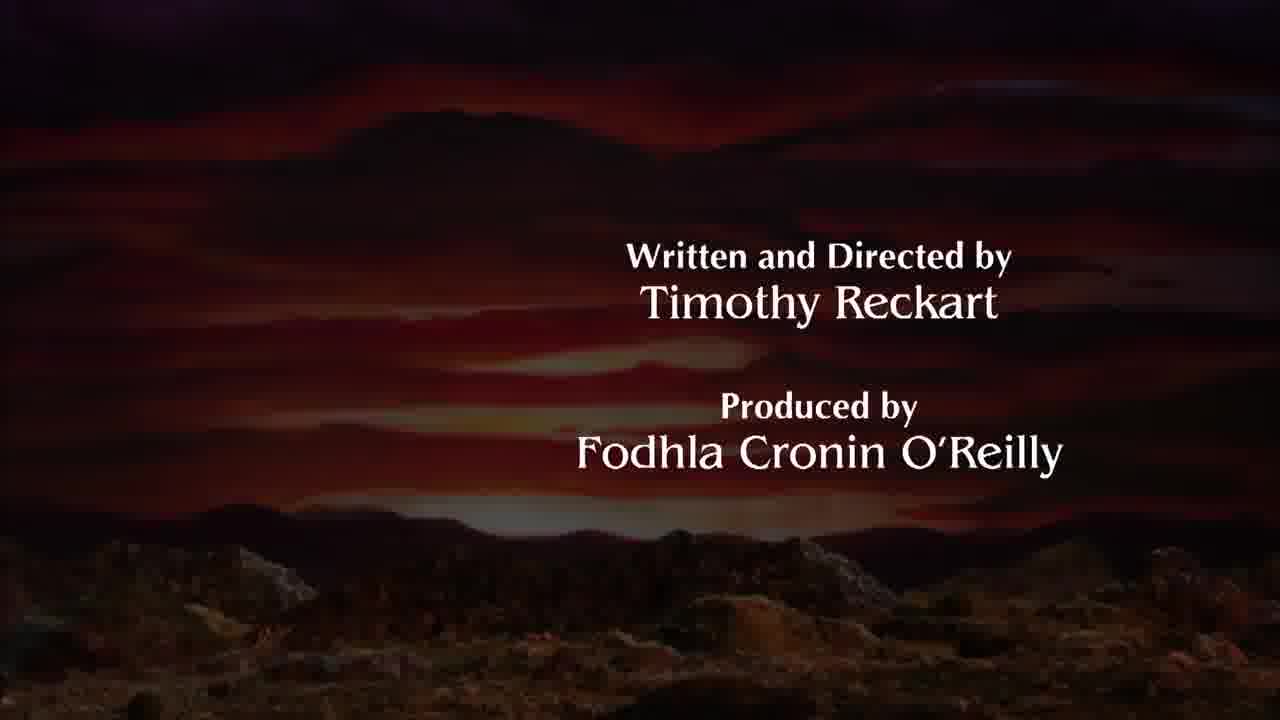 Written and Directed by
Timothy Reckart
Produced by
Fodhla Cronin O'Reilly